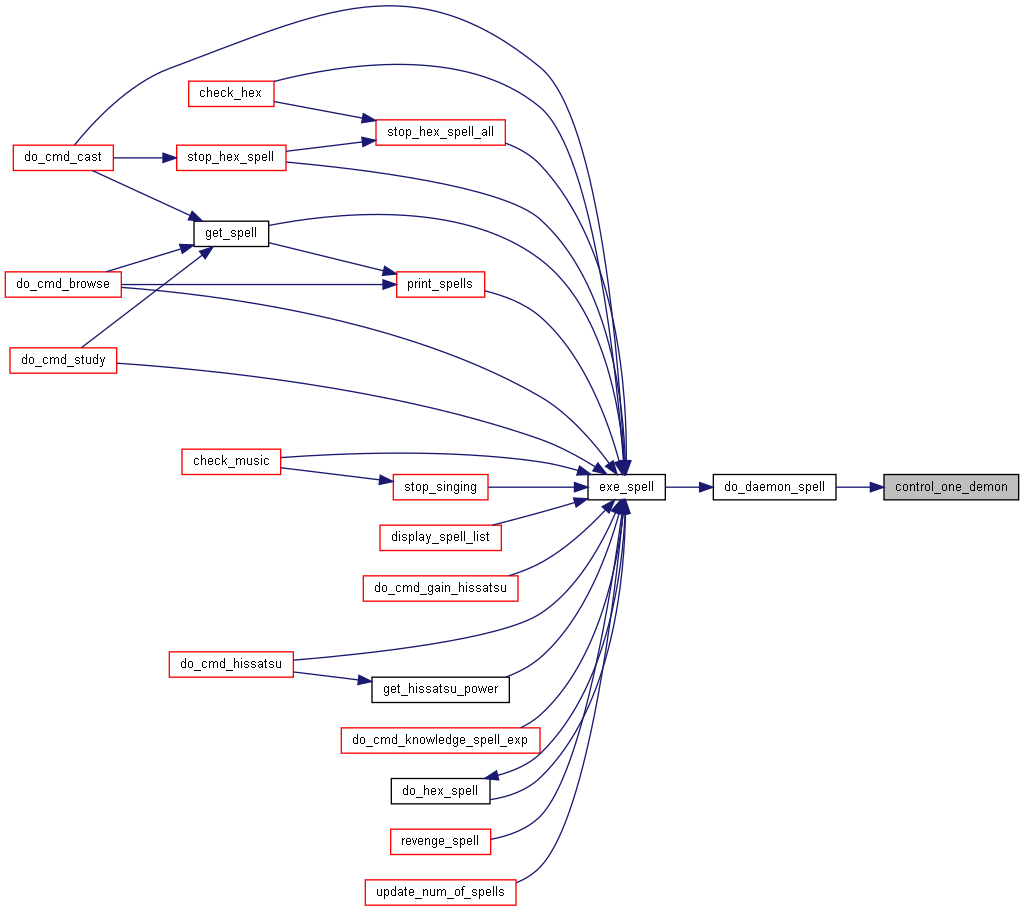 check_hex
stop_hex_spell_all
do_cmd_cast
stop_hex_spell
get_spell
do_cmd_browse
print_spells
do_cmd_study
check_music
stop_singing
exe_spell
do_daemon_spell
control_one_demon
display_spell_list
do_cmd_gain_hissatsu
do_cmd_hissatsu
get_hissatsu_power
do_cmd_knowledge_spell_exp
do_hex_spell
revenge_spell
update_num_of_spells